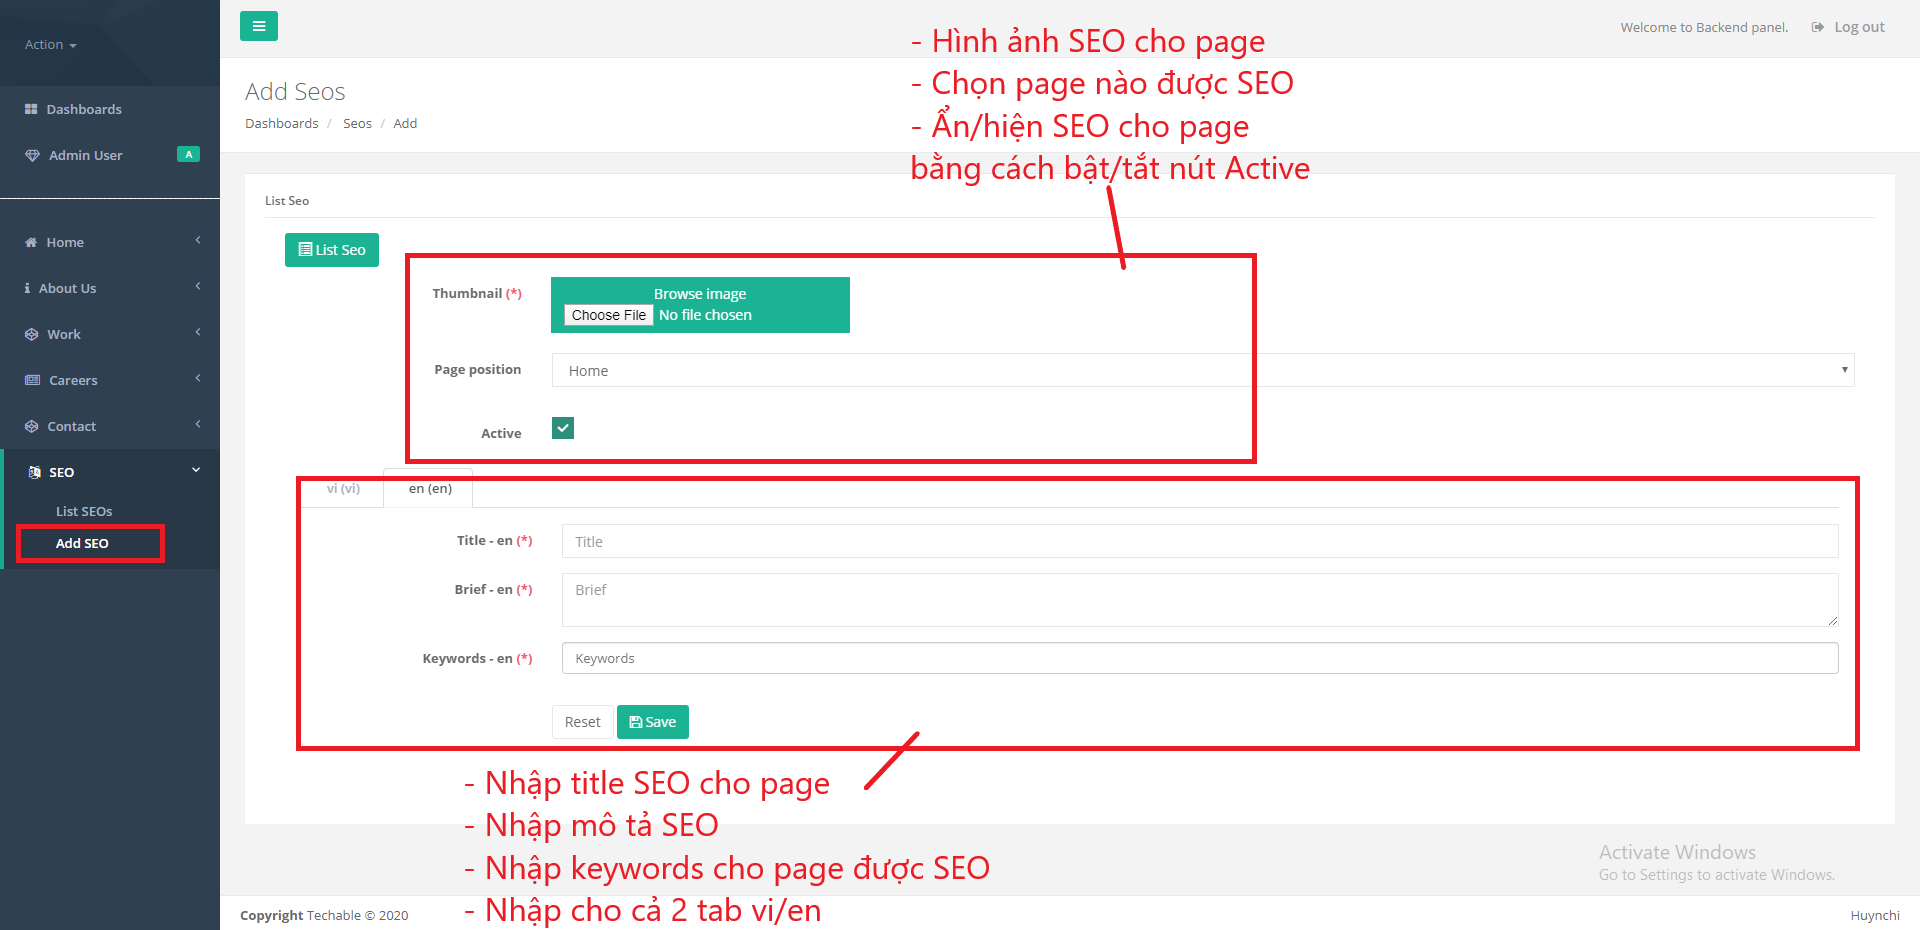 Action
Welcome to Backend panel.
Log out
- Hình ảnh SEO cho page
- Chọn page nào được SEO
- Ẩn/hiện SEO cho page
bằng cách bật/tắt nút Active
Add Seos
Dashboards / Seos / Add
Dashboards
Admin User
A
Home
About Us
Work
Careers
Contact
SEO
List SEOs
Add SEO
List Seo
List Seo
Thumbnail (*)
Browse image
Choose File No file chosen
Page position
Home
Active
vi (vi)
en (en)
Title - en (*)
Title
Brief - en (*)
Brief
Keywords - en (*)
Keywords
Reset
Save
- Nhập title SEO cho page
- Nhập mô tả SEO
- Nhập keywords cho page được SEO
- Nhập cho cả 2 tab vi/en
Activate Windows
Go to Settings to activate Windows.
Copyright Techable © 2020
Huynchi